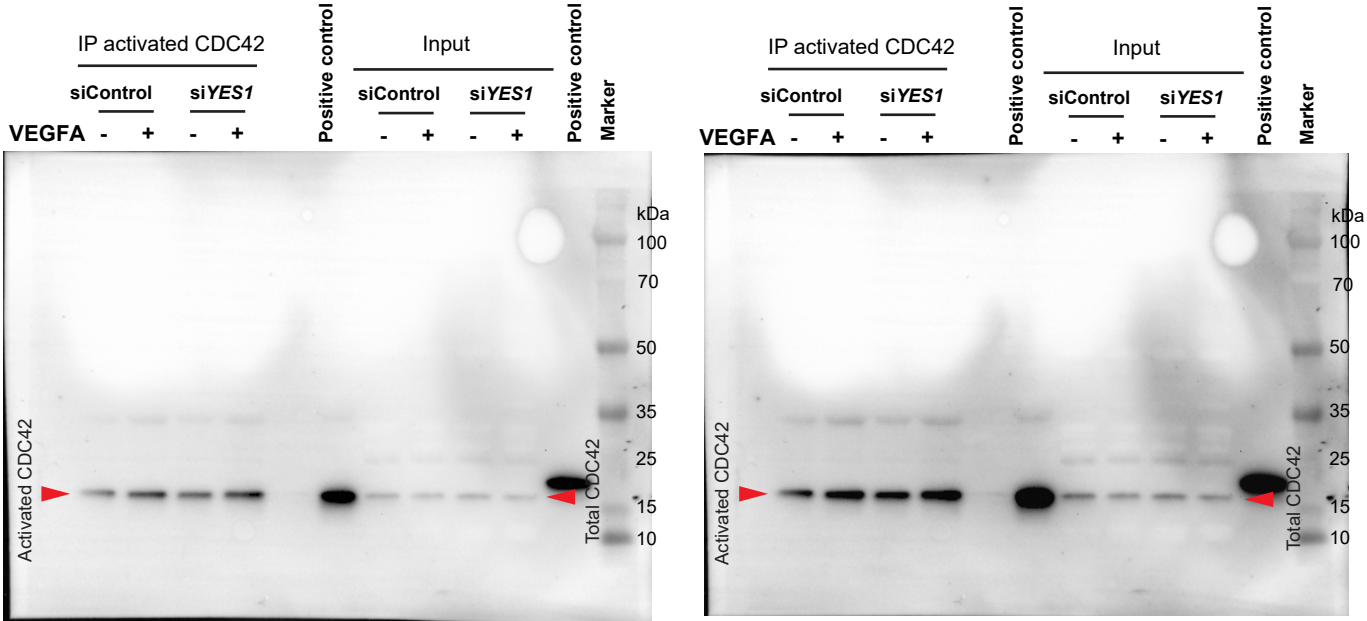 IP activated CDC42
Input
Positive control
Positive control
Marker
siControl
siYES1
siControl
siYES1
VEGFA - + - + - + - +
kDa
100
70
50
35
25
15
10
Activated CDC42
Total CDC42
IP activated CDC42
Input
Positive control
Positive control
Marker
siControl
siYES1
siControl
siYES1
VEGFA - + - + - + - +
kDa
100
70
50
35
25
15
10
Activated CDC42
Total CDC42